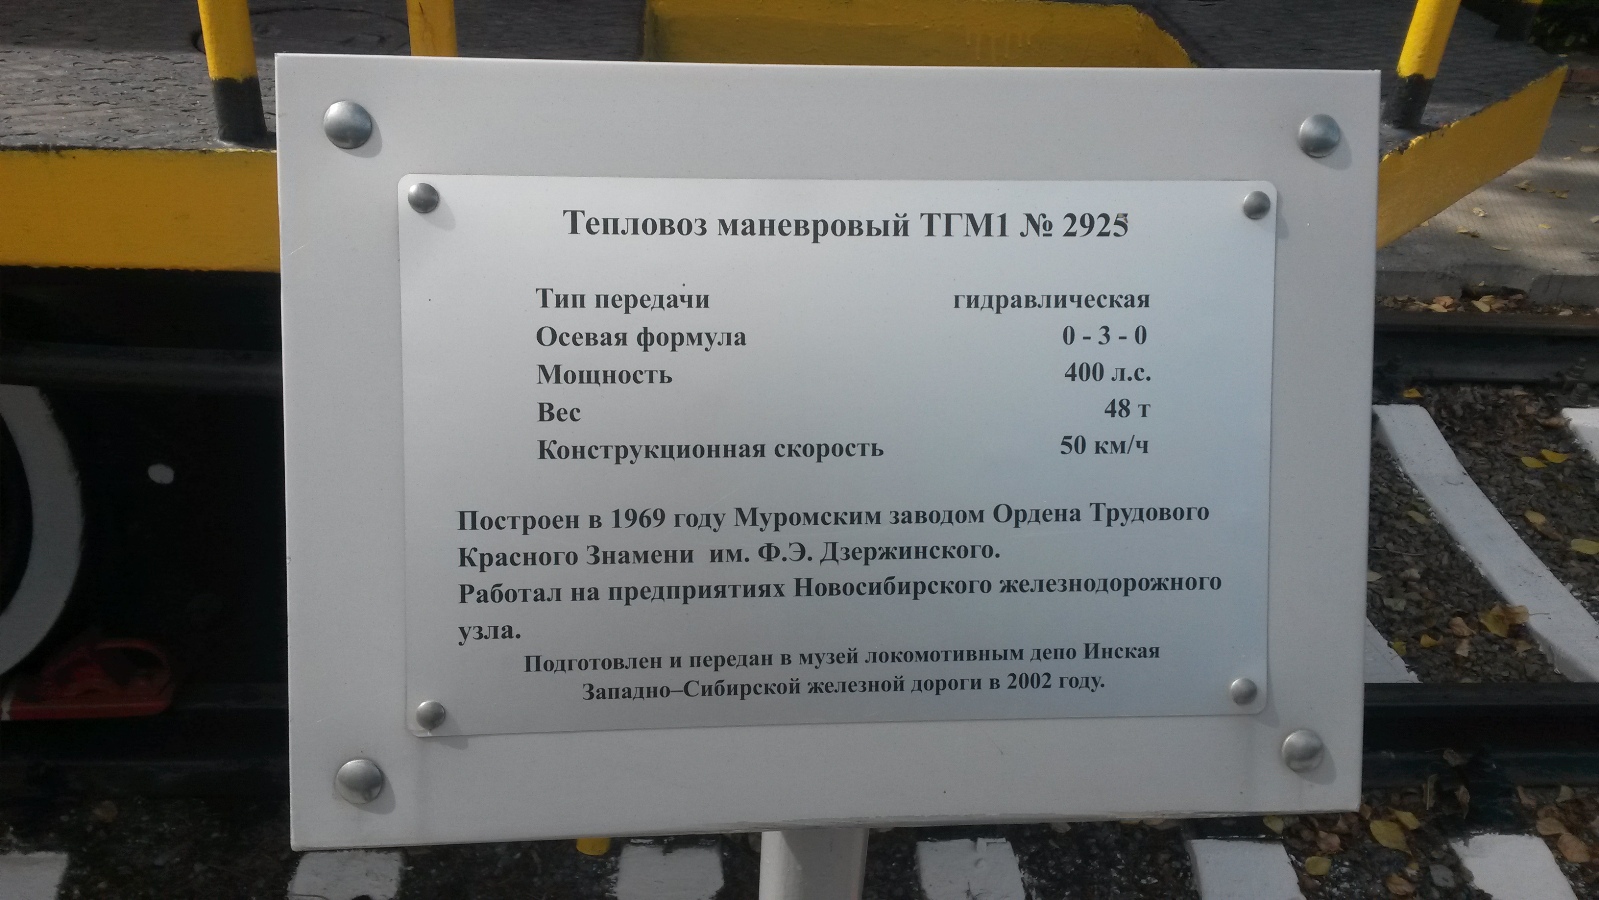 Тепловоз маневровый ТГМ1 № 2925
Тип передачи гидравлическая
Осевая формула 0 - 3 - 0
Мощность 400 л.с.
Вес 48 т
Конструкционная скорость 50 км/ч
Построен в 1969 году Муромским заводом Ордена Трудового
Красного Знамени им. Ф.Э. Дзержинского.
Работал на предприятиях Новосибирского железнодорожного
узла.
Подготовлен и передан в музей локомотивным депо Инская
Западно–Сибирской железной дороги в 2002 году.